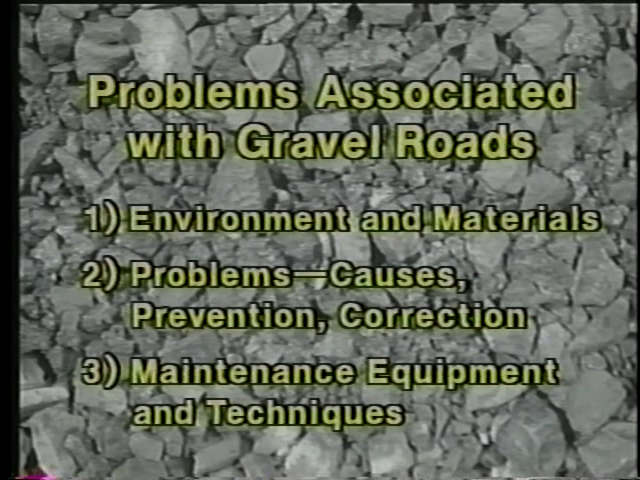 Problems Associated
with Gravel Roads
1) Environment and Materials
2) Problems—Causes,
Prevention, Correction
3) Maintenance Equipment
and Techniques